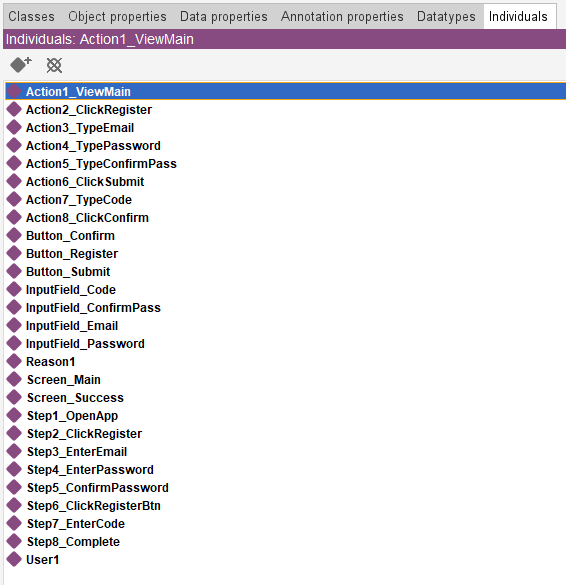 Classes Object properties Data properties Annotation properties Datatypes Individuals
Individuals: Action1_ViewMain
Action1_ViewMain
Action2_ClickRegister
Action3_TypeEmail
Action4_TypePassword
Action5_TypeConfirmPass
Action6_ClickSubmit
Action7_TypeCode
Action8_ClickConfirm
Button_Confirm
Button_Register
Button_Submit
InputField_Code
InputField_ConfirmPass
InputField_Email
InputField_Password
Reason1
Screen_Main
Screen_Success
Step1_OpenApp
Step2_ClickRegister
Step3_EnterEmail
Step4_EnterPassword
Step5_ConfirmPassword
Step6_ClickRegisterBtn
Step7_EnterCode
Step8_Complete
User1